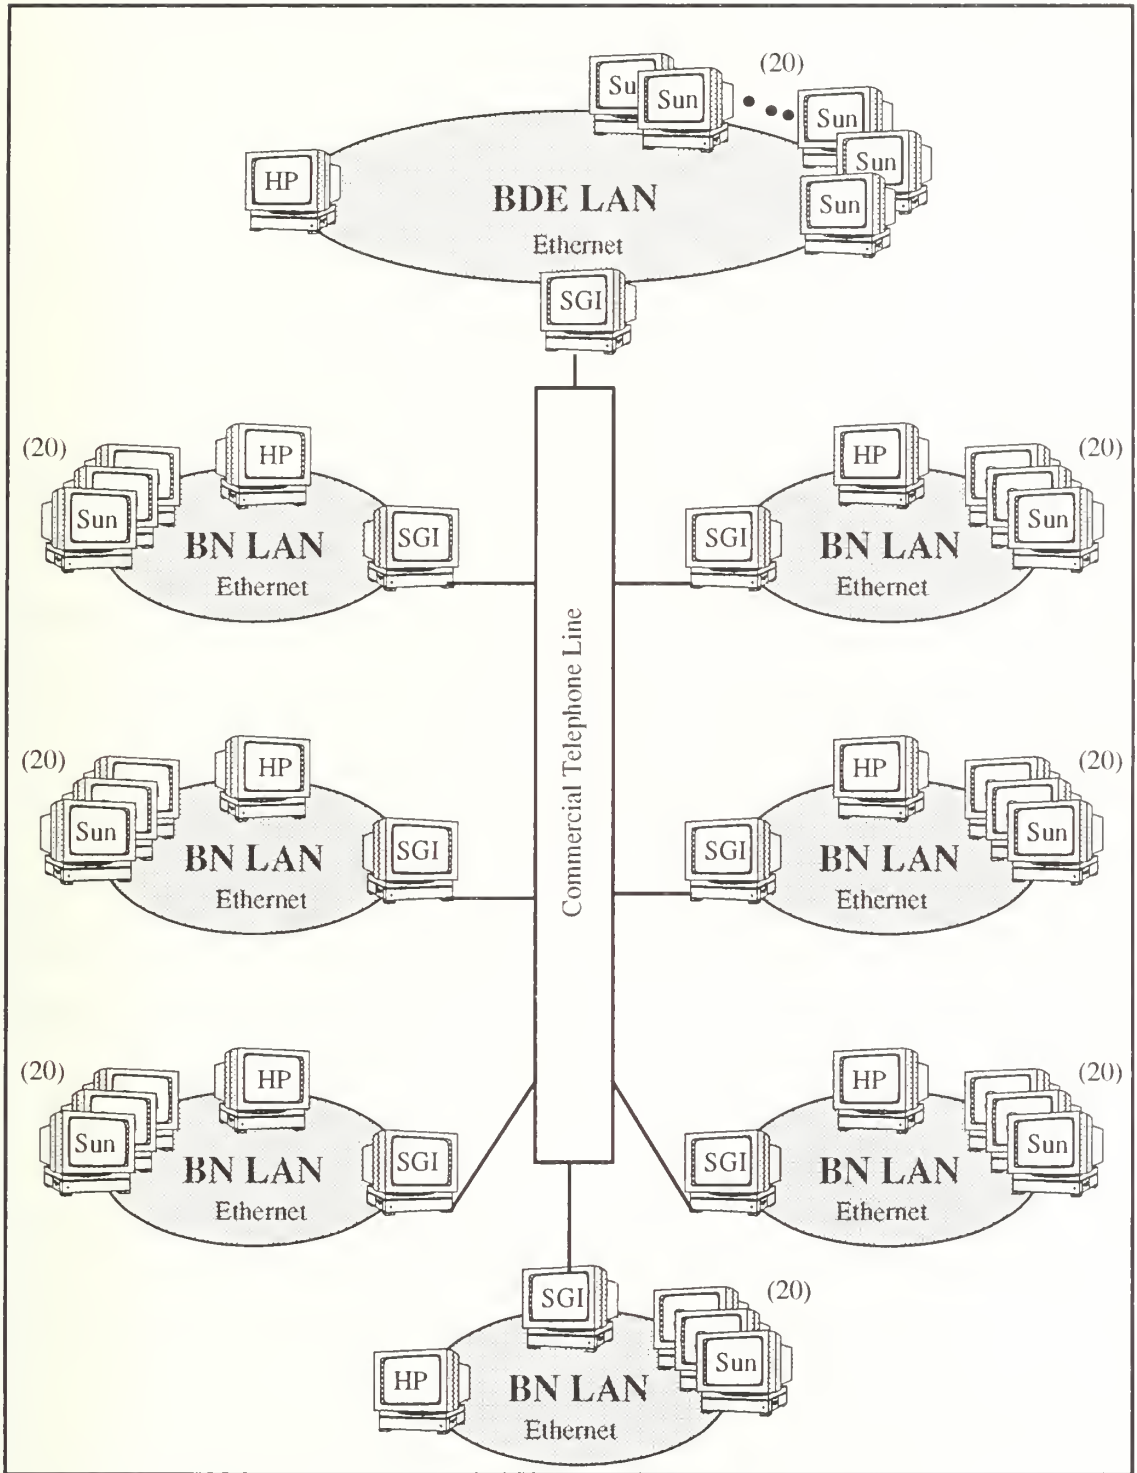 (20)
Su
Sun
Sun
Sun
Sun
HP
BDE LAN
Ethernet
SGI
(20)
HP
Sun
SGI
BN LAN
Ethernet
HP
(20)
SGI
Sun
BN LAN
Ethernet
Commercial Telephone Line
(20)
HP
Sun
SGI
BN LAN
Ethernet
HP
(20)
SGI
Sun
BN LAN
Ethernet
(20)
HP
Sun
SGI
BN LAN
Ethernet
HP
(20)
SGI
Sun
BN LAN
Ethernet
SGI
(20)
HP
Sun
BN LAN
Ethernet